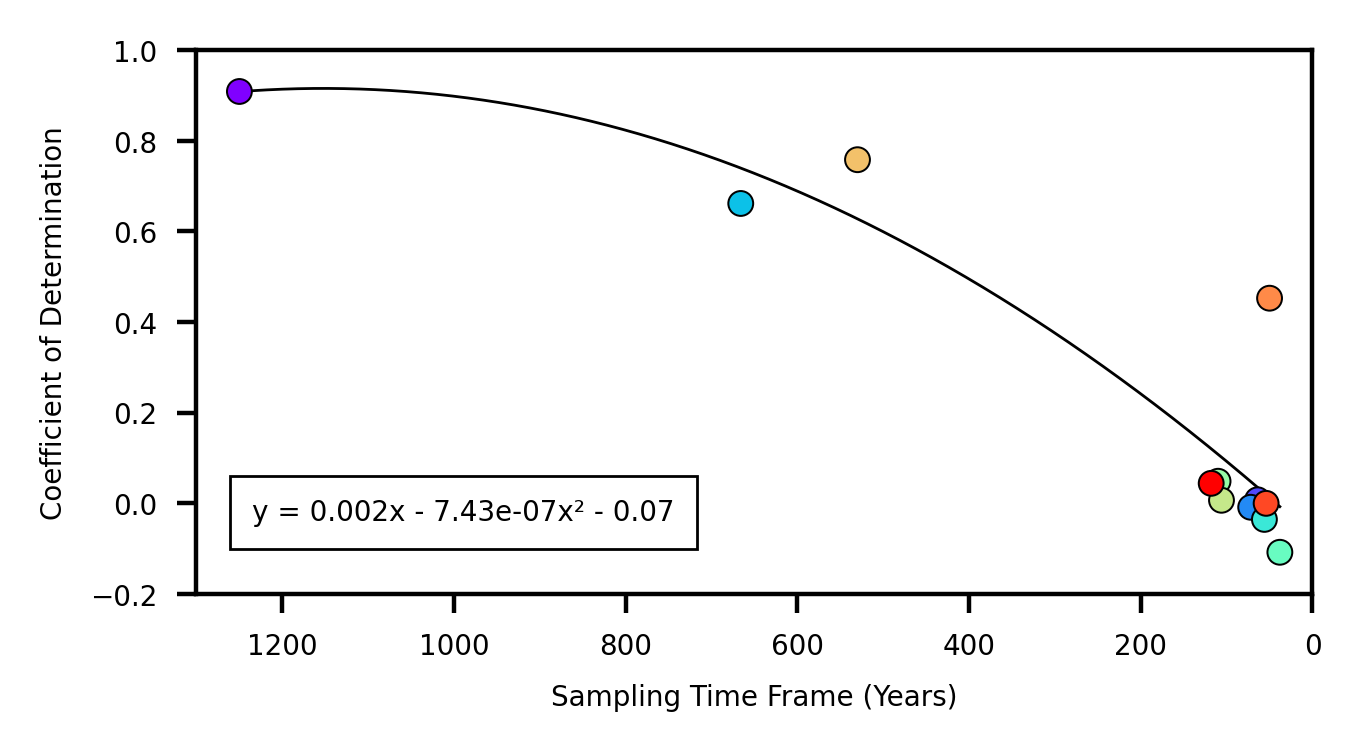 1.0
0.8
0.6
0.4
0.2
0.0
−0.2
Coefficient of Determination
y = 0.002x - 7.43e-07x² - 0.07
1200 1000 800 600 400 200 0
Sampling Time Frame (Years)